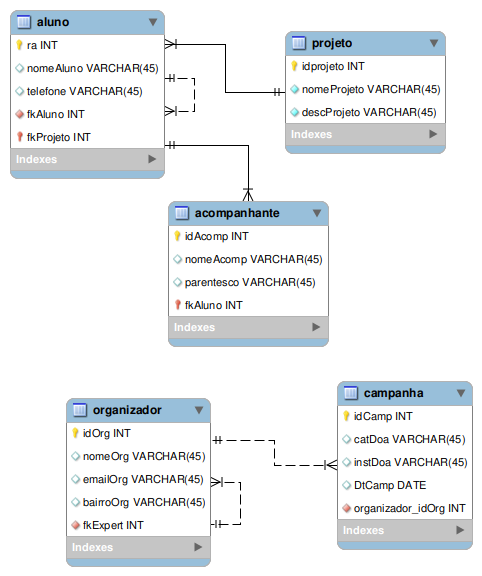 aluno
ra INT
nomeAluno VARCHAR(45)
telefone VARCHAR(45)
fkAluno INT
fkProjeto INT
Indexes
projeto
idprojeto INT
nomeProjeto VARCHAR(45)
descProjeto VARCHAR(45)
Indexes
acompanhante
idAcomp INT
nomeAcomp VARCHAR(45)
parentesco VARCHAR(45)
fkAluno INT
Indexes
organizador
idOrg INT
nomeOrg VARCHAR(45)
emailOrg VARCHAR(45)
bairroOrg VARCHAR(45)
fkExpert INT
Indexes
campanha
idCamp INT
catDoa VARCHAR(45)
instDoa VARCHAR(45)
DtCamp DATE
organizador_idOrg INT
Indexes